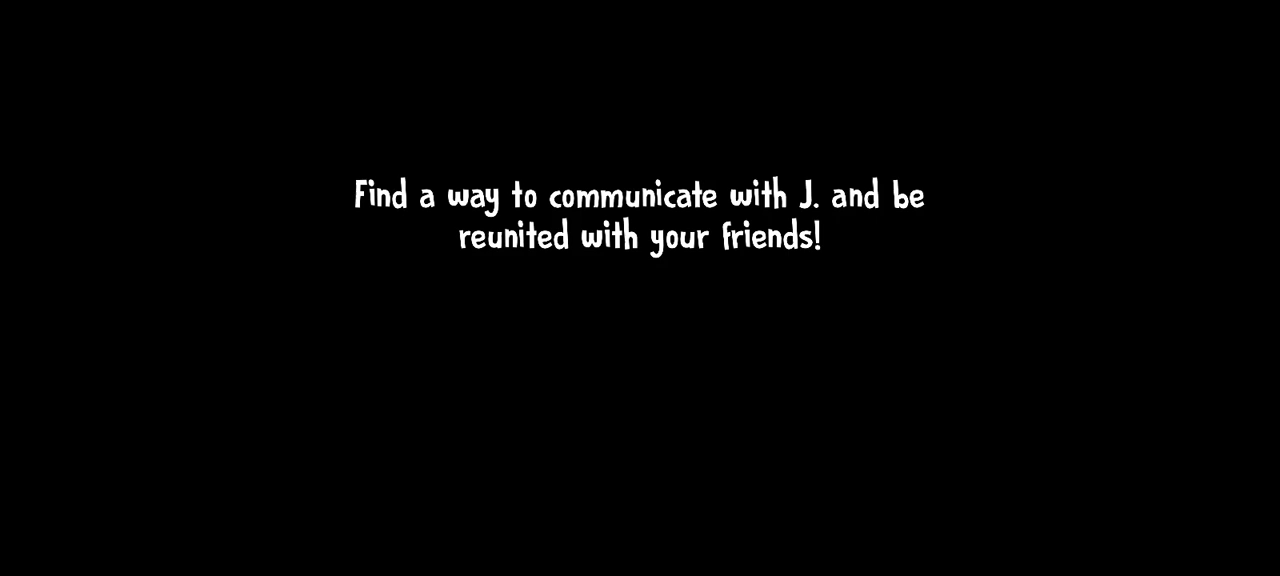 Find a way to communicate with J. and be
reunited with your friends!